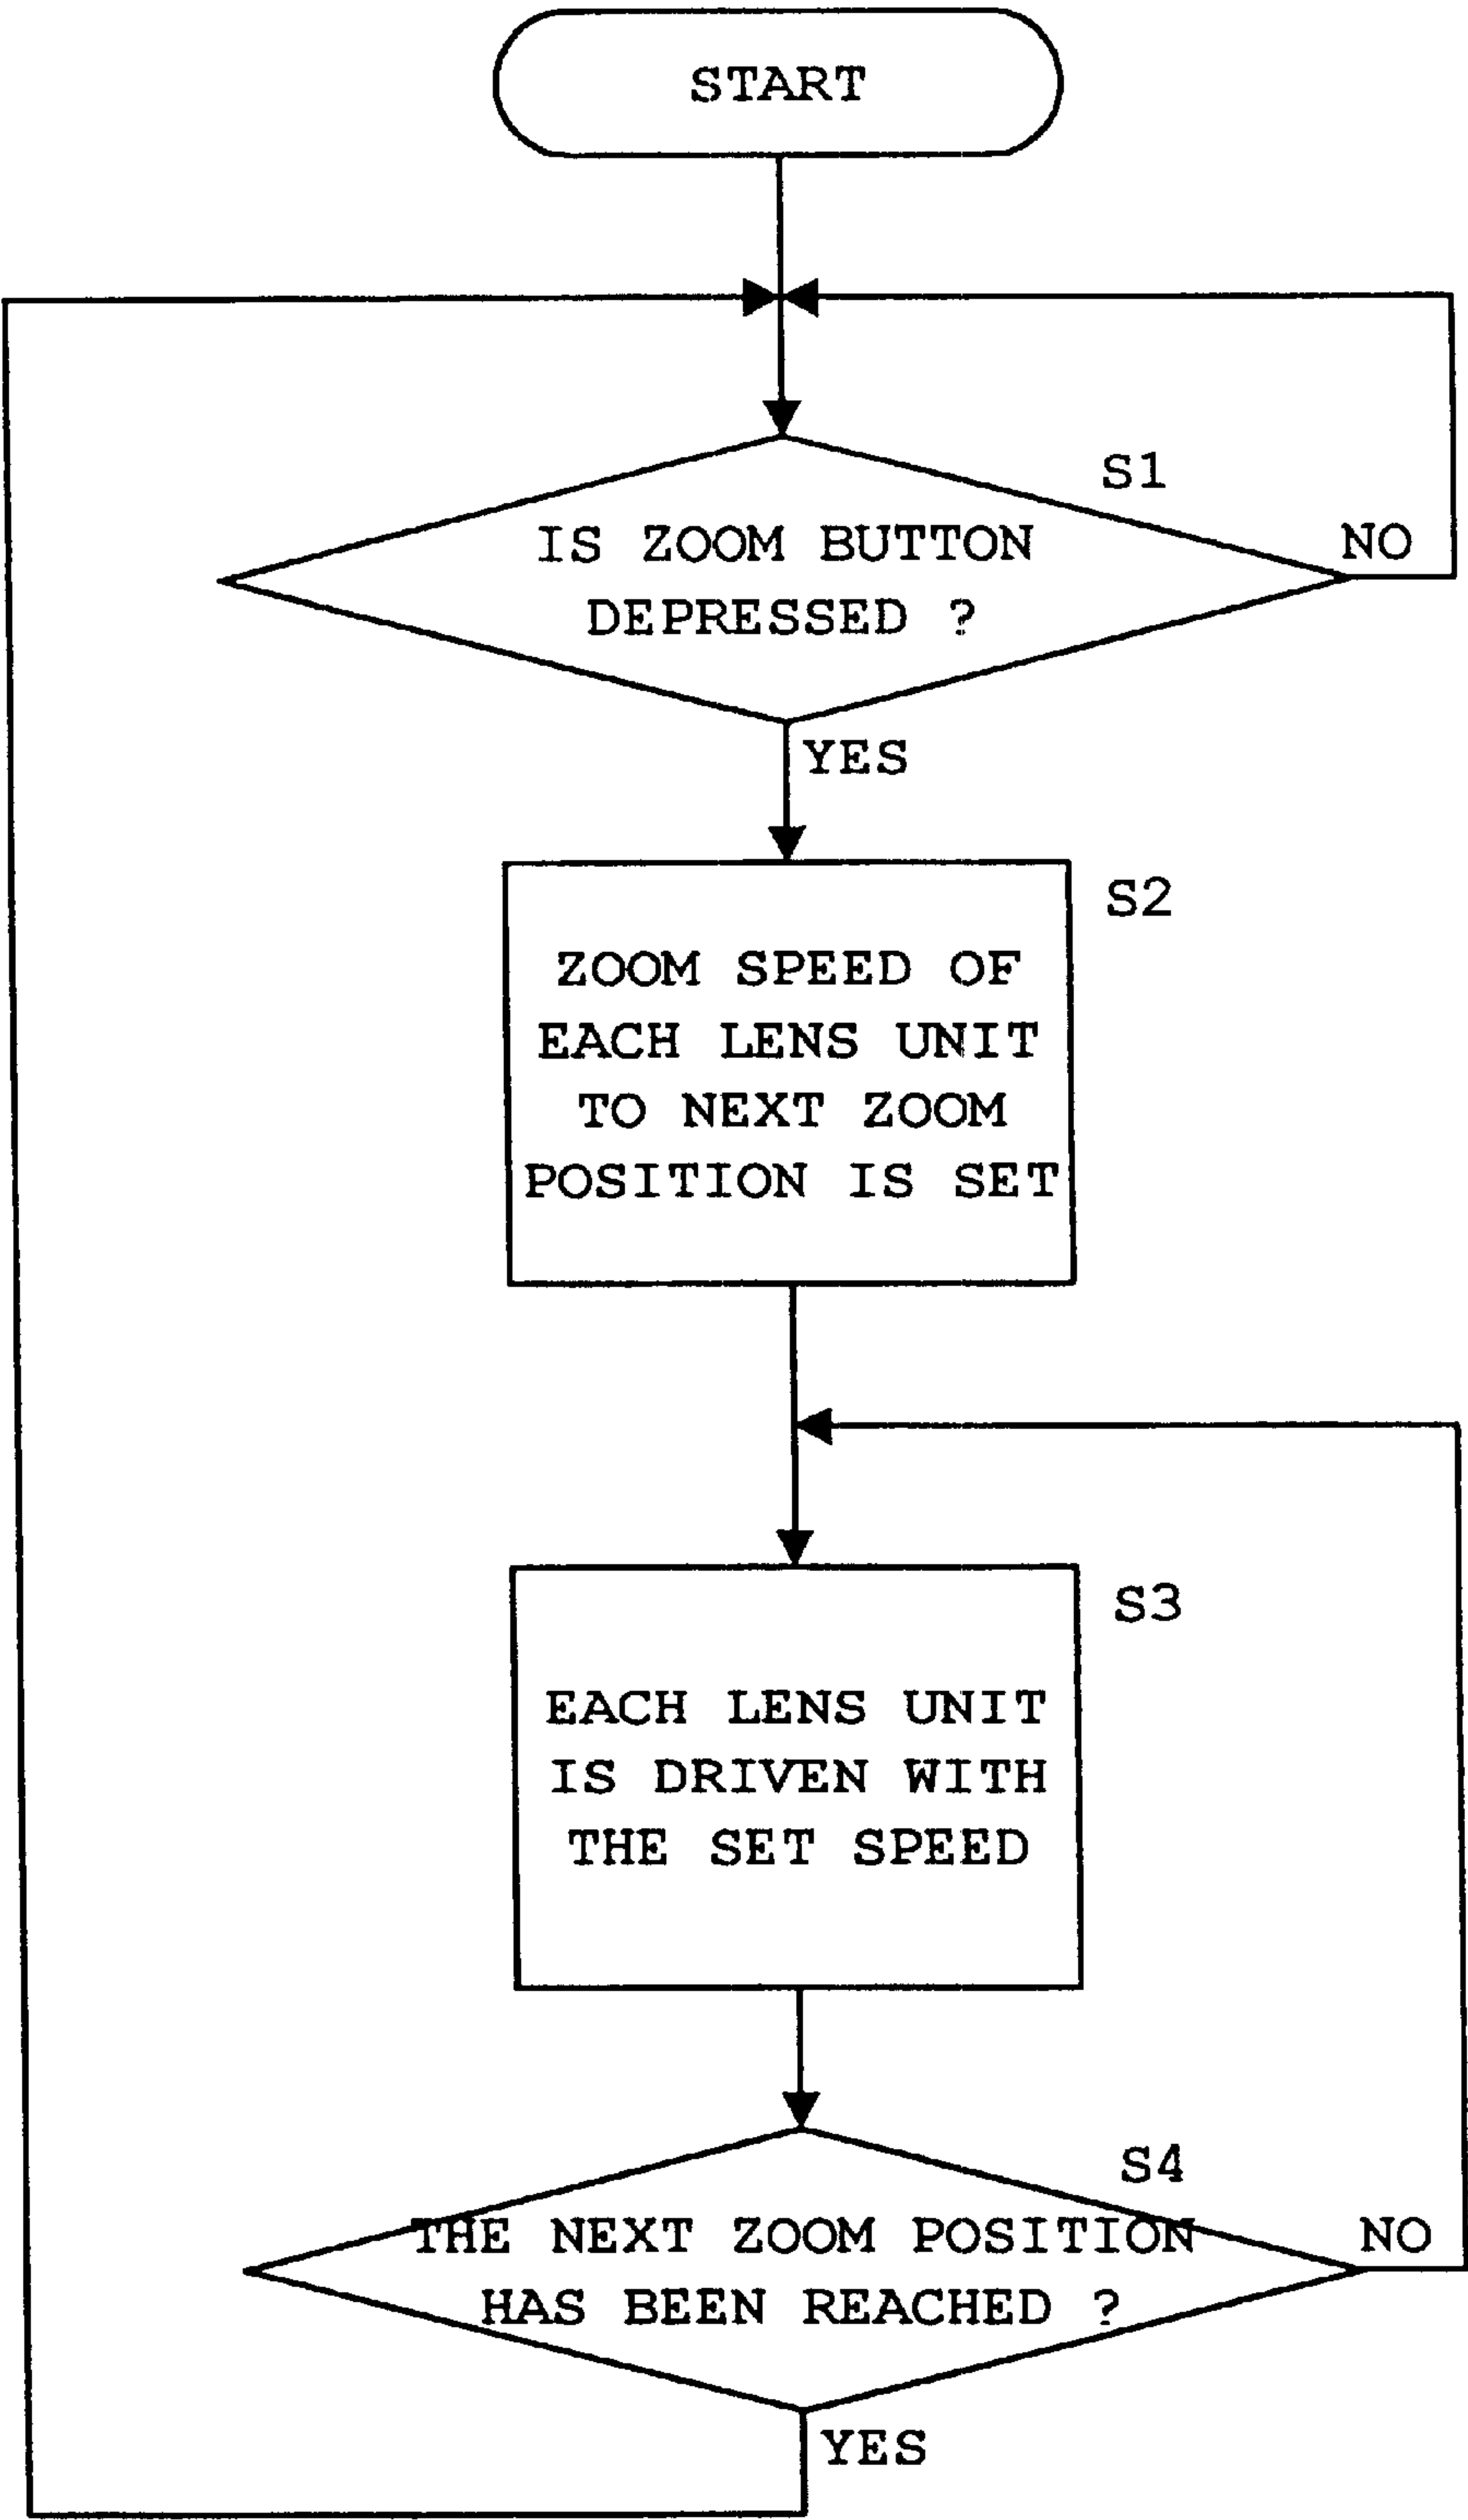 START
S1
IS ZOOM BUTTON
DEPRESSED ?
NO
YES
S2
ZOOM SPEED OF
EACH LENS UNIT
TO NEXT ZOOM
POSITION IS SET
S3
EACH LENS UNIT
IS DRIVEN WITH
THE SET SPEED
S4
THE NEXT ZOOM POSITION
HAS BEEN REACHED ?
NO
YES